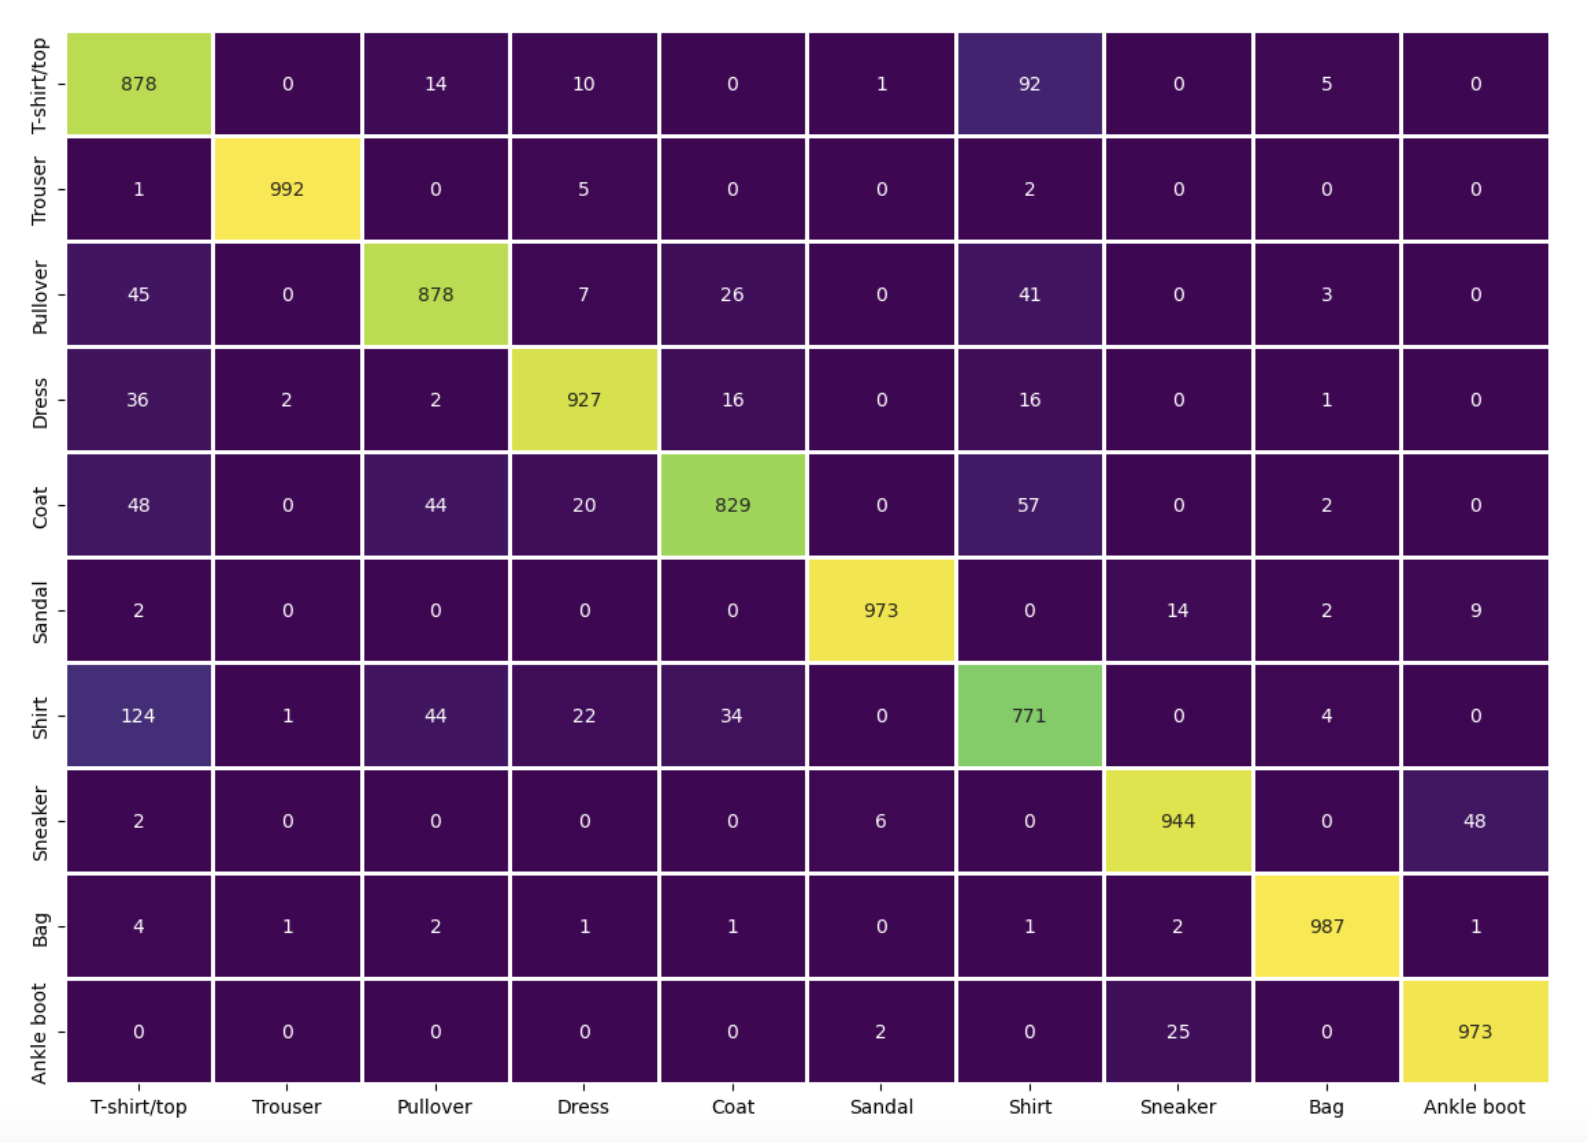 T-shirt/top 878 0 14 10 0 1 92 0 5 0
Trouser 1 992 0 5 0 0 2 0 0 0
Pullover 45 0 878 7 26 0 41 0 3 0
Dress 36 2 2 927 16 0 16 0 1 0
Coat 48 0 44 20 829 0 57 0 2 0
Sandal 2 0 0 0 0 973 0 14 2 9
Shirt 124 1 44 22 34 0 771 0 4 0
Sneaker 2 0 0 0 0 6 0 944 0 48
Bag 4 1 2 1 1 0 1 2 987 1
Ankle boot 0 0 0 0 0 2 0 25 0 973
T-shirt/top Trouser Pullover Dress Coat Sandal Shirt Sneaker Bag Ankle boot